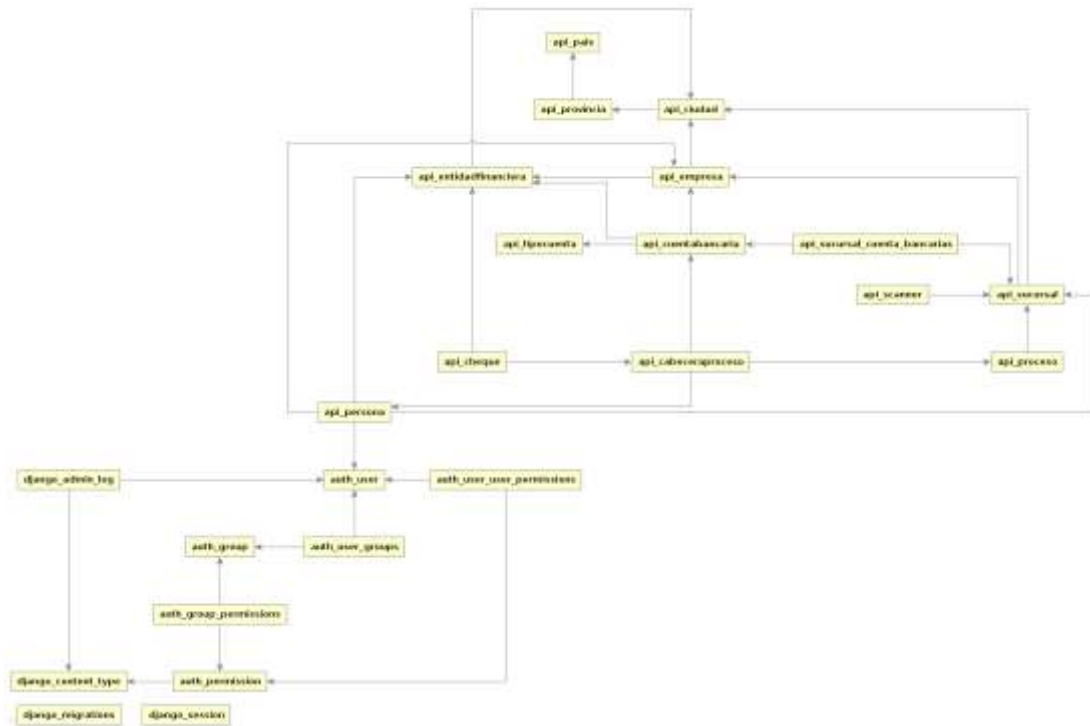 api_pais
api_provincia
api_ciudad
api_entidadfinanciera
api_empresa
api_tipocuenta
api_cuentabancaria
api_sucursal_cuenta_bancarias
api_scanner
api_sucursal
api_cheque
api_cabeceraproceso
api_proceso
api_persona
django_admin_log
auth_user
auth_user_user_permissions
auth_group
auth_user_groups
auth_group_permissions
django_content_type
auth_permission
django_migrations
django_session